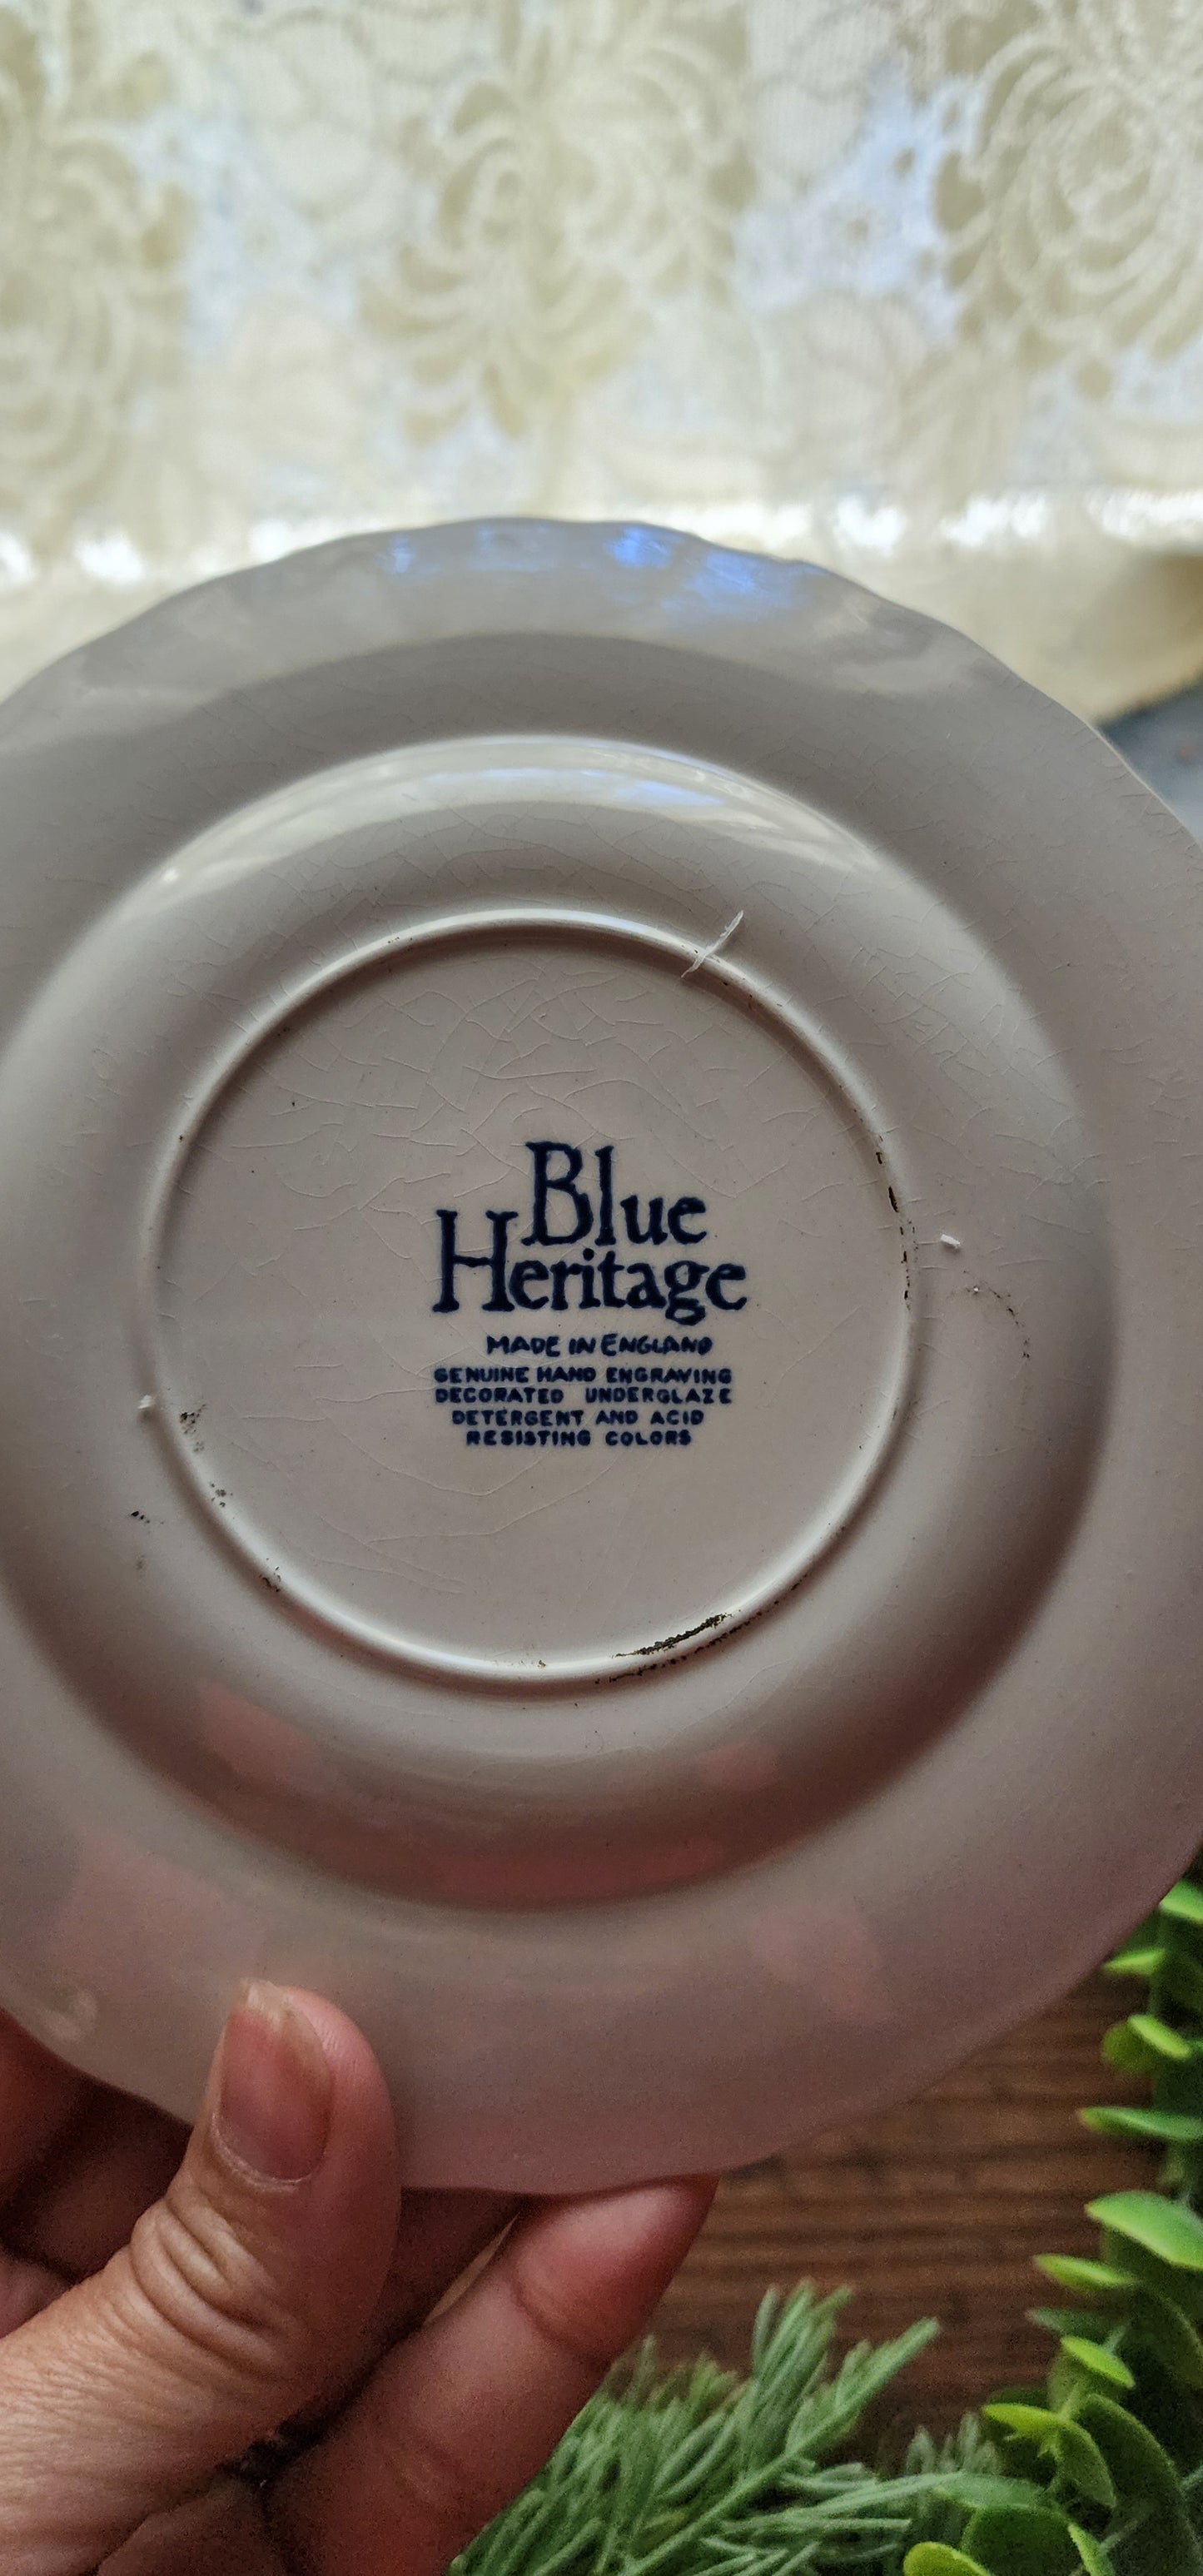 Blue
Heritage
MADE IN ENGLAND
GENUINE HAND ENGRAVING
DECORATED UNDERGLAZE
DETERGENT AND ACID
RESISTING COLORS